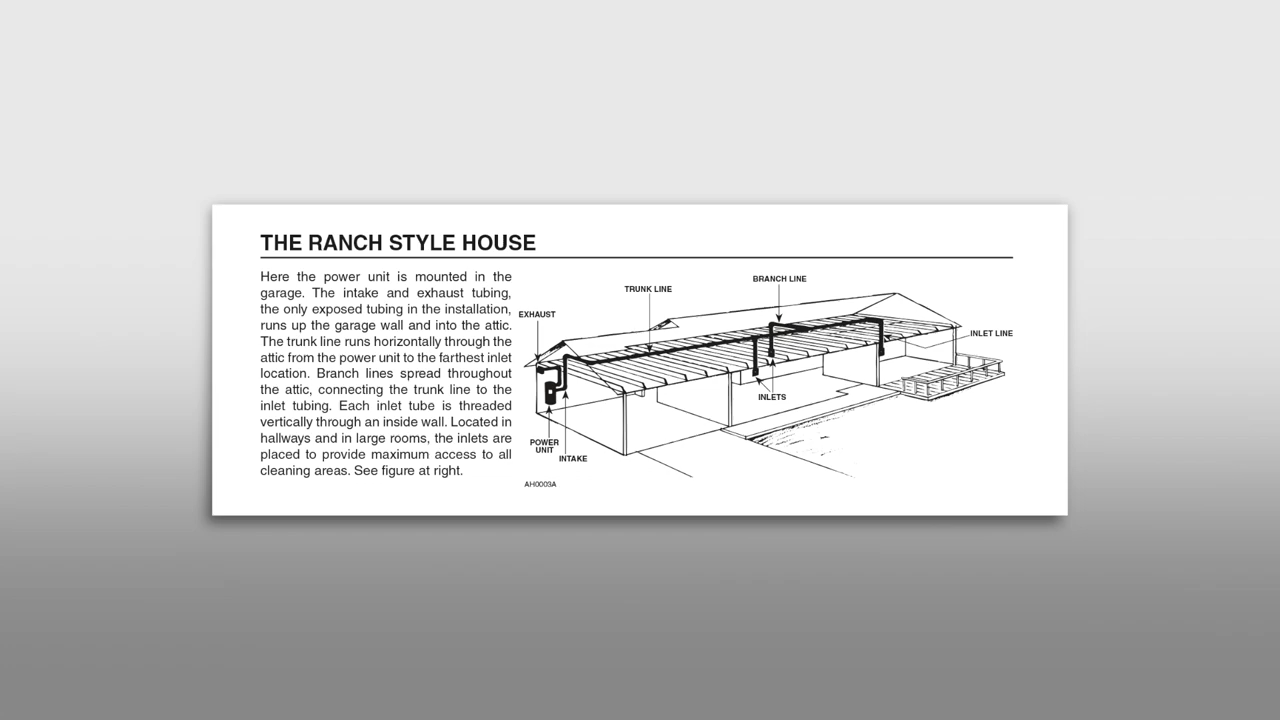 THE RANCH STYLE HOUSE
Here the power unit is mounted in the
garage. The intake and exhaust tubing,
the only exposed tubing in the installation,
runs up the garage wall and into the attic.
The trunk line runs horizontally through the
attic from the power unit to the farthest inlet
location. Branch lines spread throughout
the attic, connecting the trunk line to the
inlet tubing. Each inlet tube is threaded
vertically through an inside wall. Located in
hallways and in large rooms, the inlets are
placed to provide maximum access to all
cleaning areas. See figure at right.
BRANCH LINE
TRUNK LINE
EXHAUST
INLET LINE
INLETS
POWER
UNIT
INTAKE
AH0003A